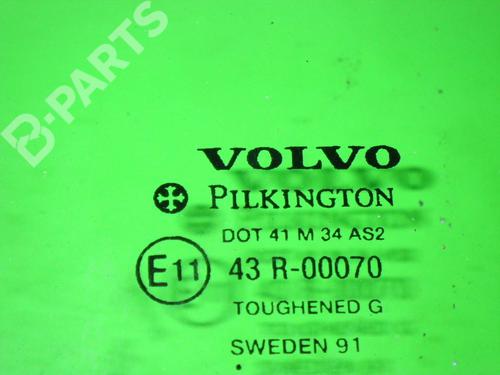 B-PARTS
VOLVO
PILKINGTON
DOT 41 M 34 AS2
E11 43 R-00070
TOUGHENED G
SWEDEN 91